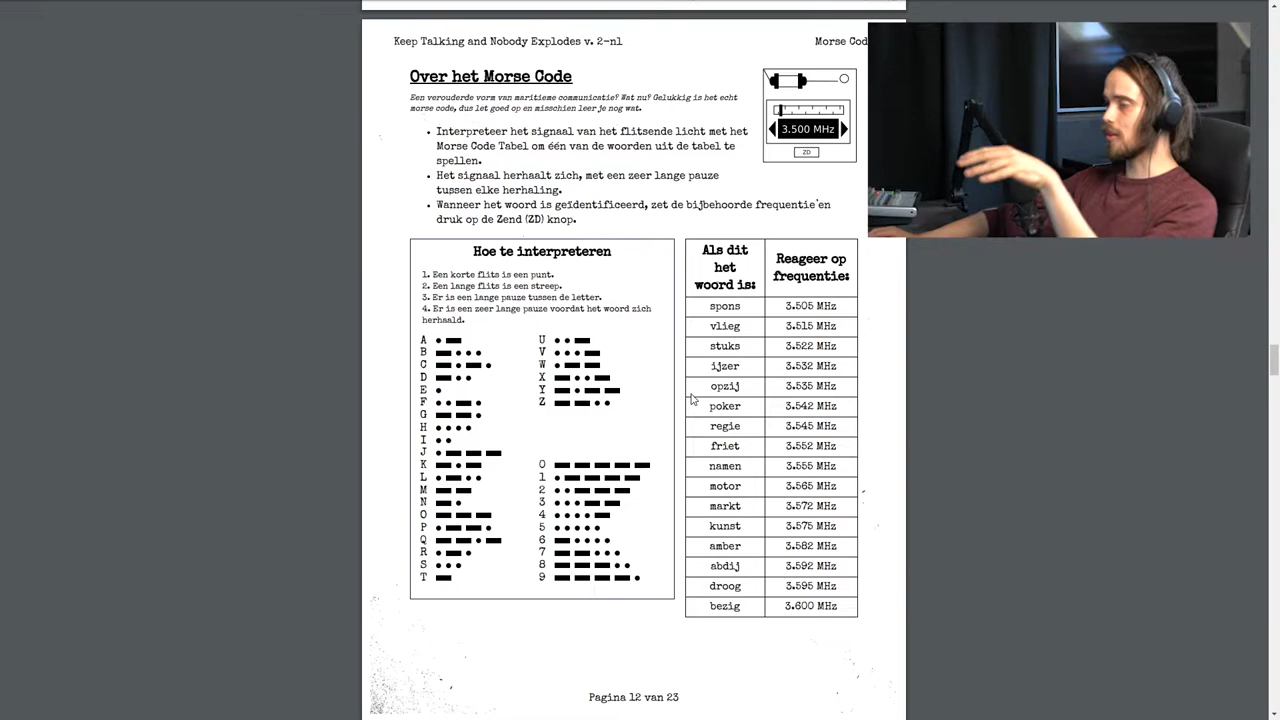 Keep Talking and Nobody Explodes v. 2-nl
Morse Cod
Over het Morse Code
Een verouderde vorm van maritieme communicatie? Wat nu? Gelukkig is het echt
morse code, dus let goed op en misschien leer je nog wat.
3.500 MHz
ZD
• Interpreteer het signaal van het flitsende licht met het
Morse Code Tabel om één van de woorden uit de tabel te
spellen.
• Het signaal herhaalt zich, met een zeer lange pauze
tussen elke herhaling.
• Wanneer het woord is geïdentificeerd, zet de bijbehoorde frequentie en
druk op de Zend (ZD) knop.
Hoe te interpreteren
1. Een korte flits is een punt.
2. Een lange flits is een streep.
3. Er is een lange pauze tussen de letter.
4. Er is een zeer lange pauze voordat het woord zich
herhaald.
A
B
C
D
E
F
G
H
I
J
K
L
M
N
O
P
Q
R
S
T
U
V
W
X
Y
Z
0
1
2
3
4
5
6
7
8
9
Als dit
het
woord is:
Reageer op
frequentie:
spons 3.505 MHz
vlieg 3.515 MHz
stuks 3.522 MHz
ijzer 3.532 MHz
opzij 3.535 MHz
poker 3.542 MHz
regie 3.545 MHz
friet 3.552 MHz
namen 3.555 MHz
motor 3.565 MHz
markt 3.572 MHz
kunst 3.575 MHz
amber 3.582 MHz
abdij 3.592 MHz
droog 3.595 MHz
bezig 3.600 MHz
Pagina 12 van 23